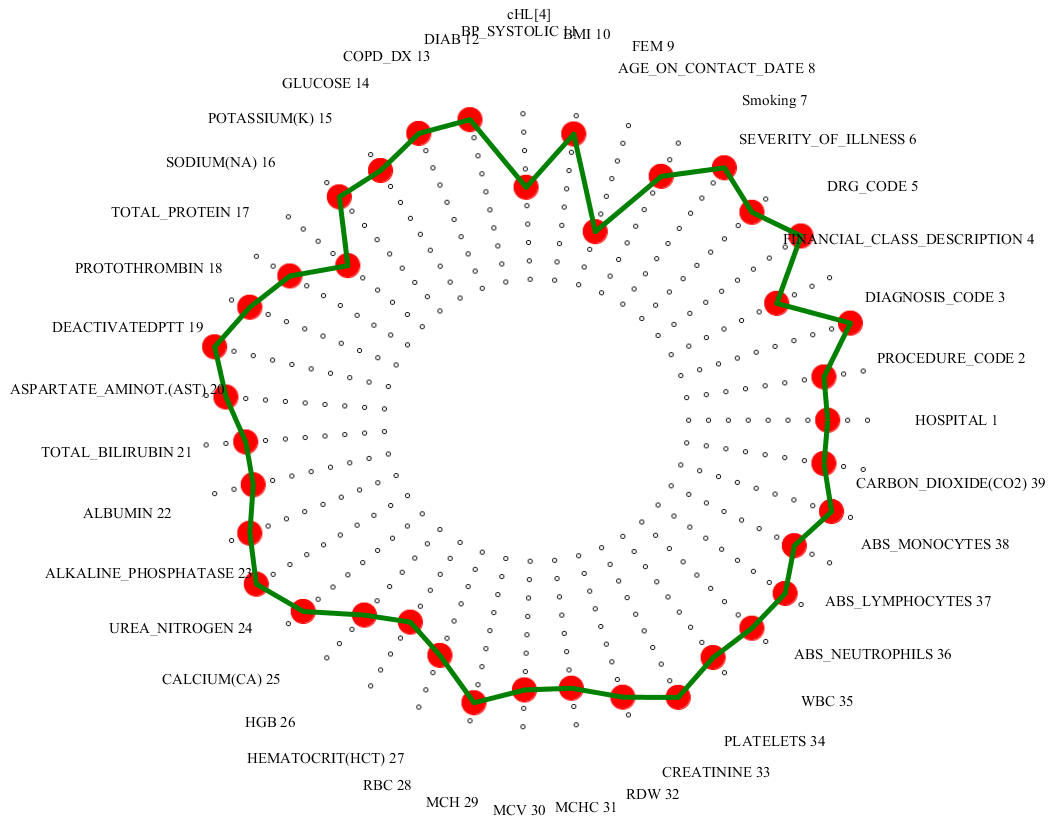 cHL[4]
BP_SYSTOLIC 11
BMI 10
DIAB 12
FEM 9
COPD_DX 13
AGE_ON_CONTACT_DATE 8
GLUCOSE 14
Smoking 7
POTASSIUM(K) 15
SEVERITY_OF_ILLNESS 6
SODIUM(NA) 16
DRG_CODE 5
TOTAL_PROTEIN 17
FINANCIAL_CLASS_DESCRIPTION 4
PROTOTHROMBIN 18
DIAGNOSIS_CODE 3
DEACTIVATEDPTT 19
PROCEDURE_CODE 2
ASPARTATE_AMINOT.(AST) 20
HOSPITAL 1
TOTAL_BILIRUBIN 21
CARBON_DIOXIDE(CO2) 39
ALBUMIN 22
ABS_MONOCYTES 38
ALKALINE_PHOSPHATASE 23
ABS_LYMPHOCYTES 37
UREA_NITROGEN 24
ABS_NEUTROPHILS 36
CALCIUM(CA) 25
WBC 35
HGB 26
PLATELETS 34
HEMATOCRIT(HCT) 27
CREATININE 33
RBC 28
RDW 32
MCH 29
MCV 30
MCHC 31